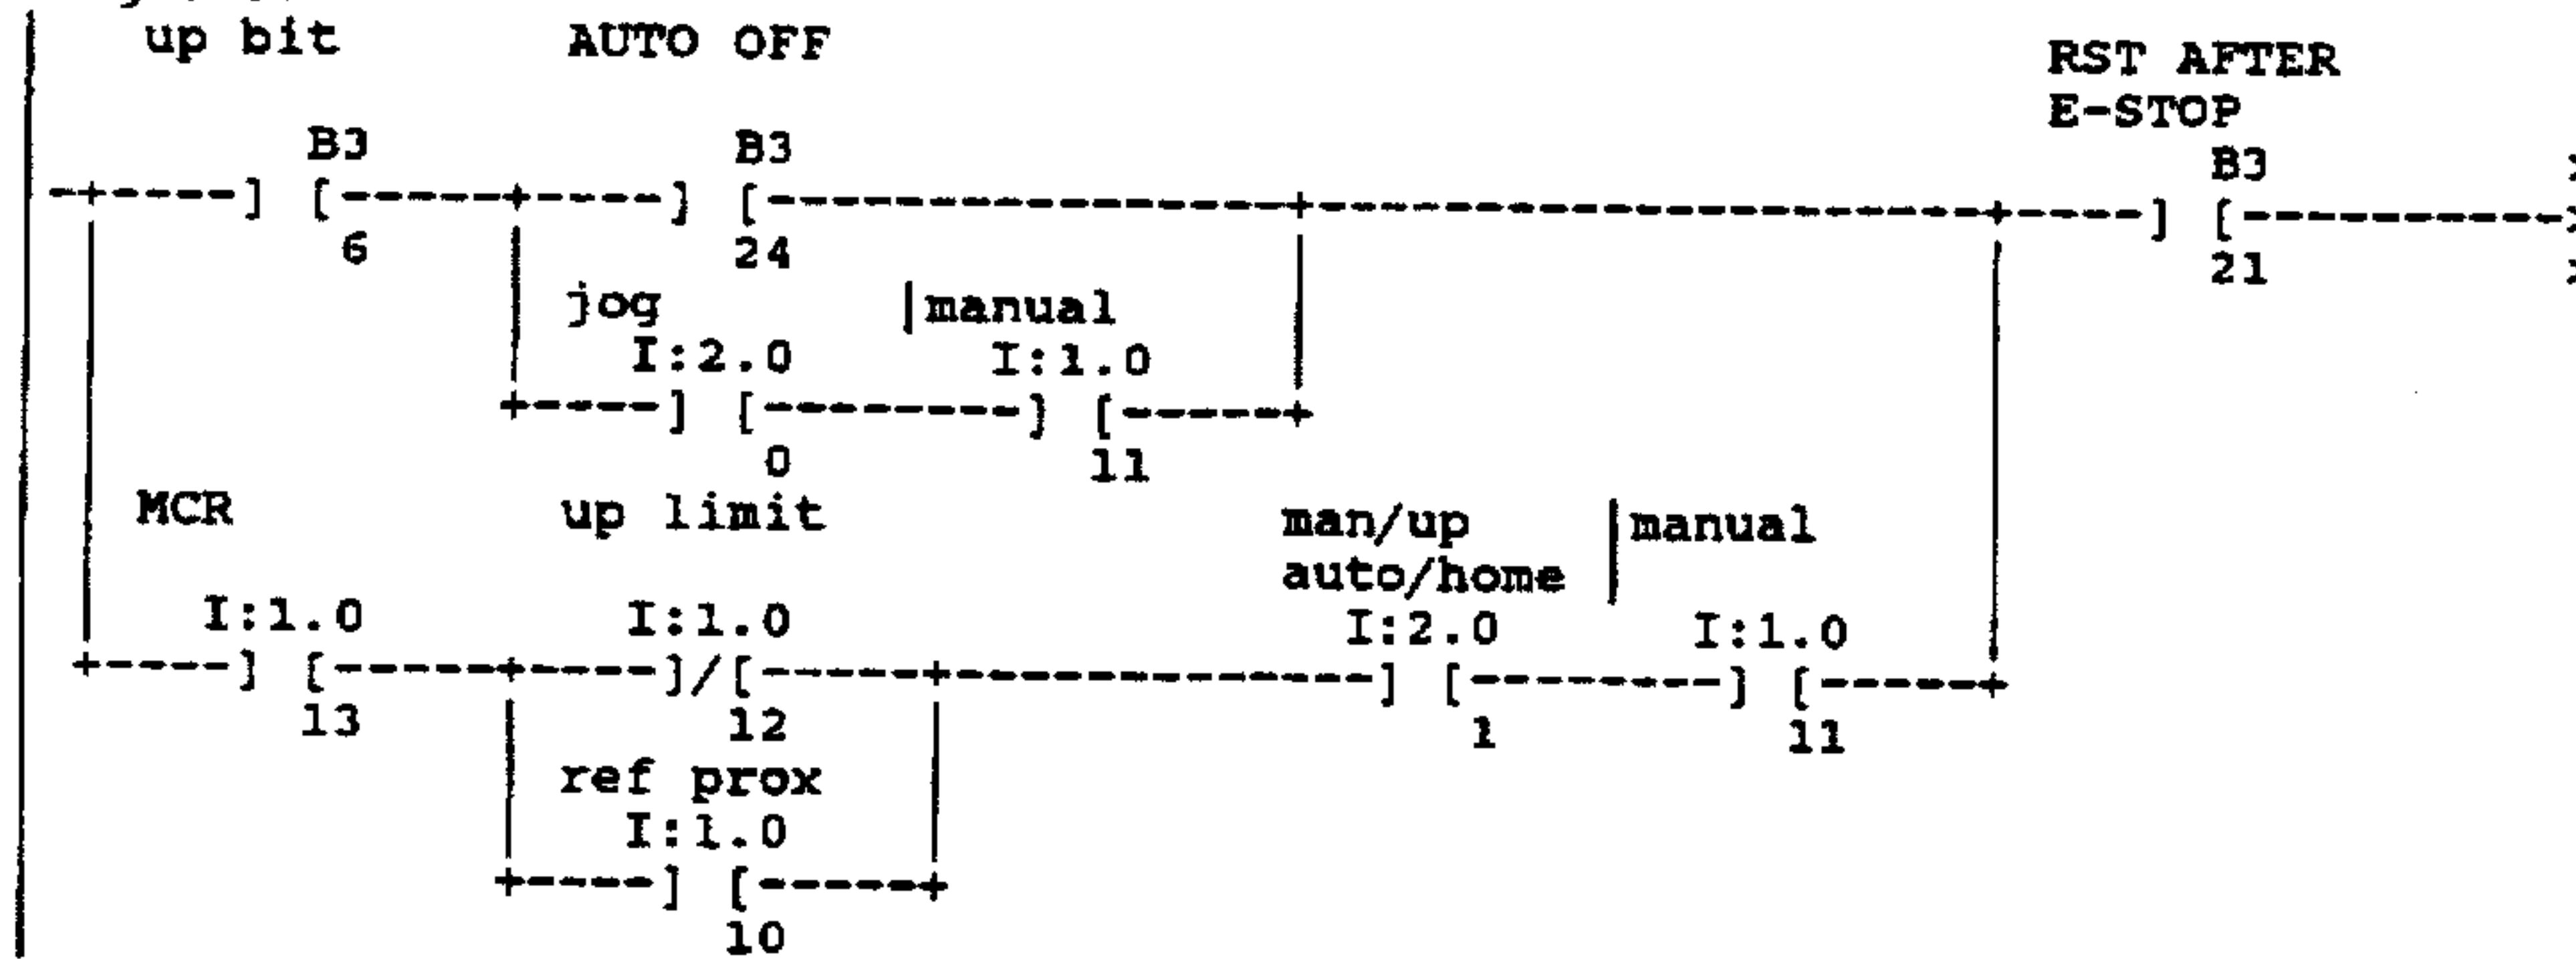 up bit AUTO OFF
RST AFTER
E-STOP
B3 B3 B3
-+-----] [-------+-----] [-----------------+---------------------+----] [----------
6 24 21
jog |manual
I:2.0 I:1.0
+-----] [---------] [------+
0 11
MCR up limit man/up |manual
auto/home
I:1.0 I:1.0 I:2.0 I:1.0
+-----] [-------+-----]/[------+--------------] [--------] [------+
13 12 1 11
ref prox
I:1.0
+-----] [------+
10